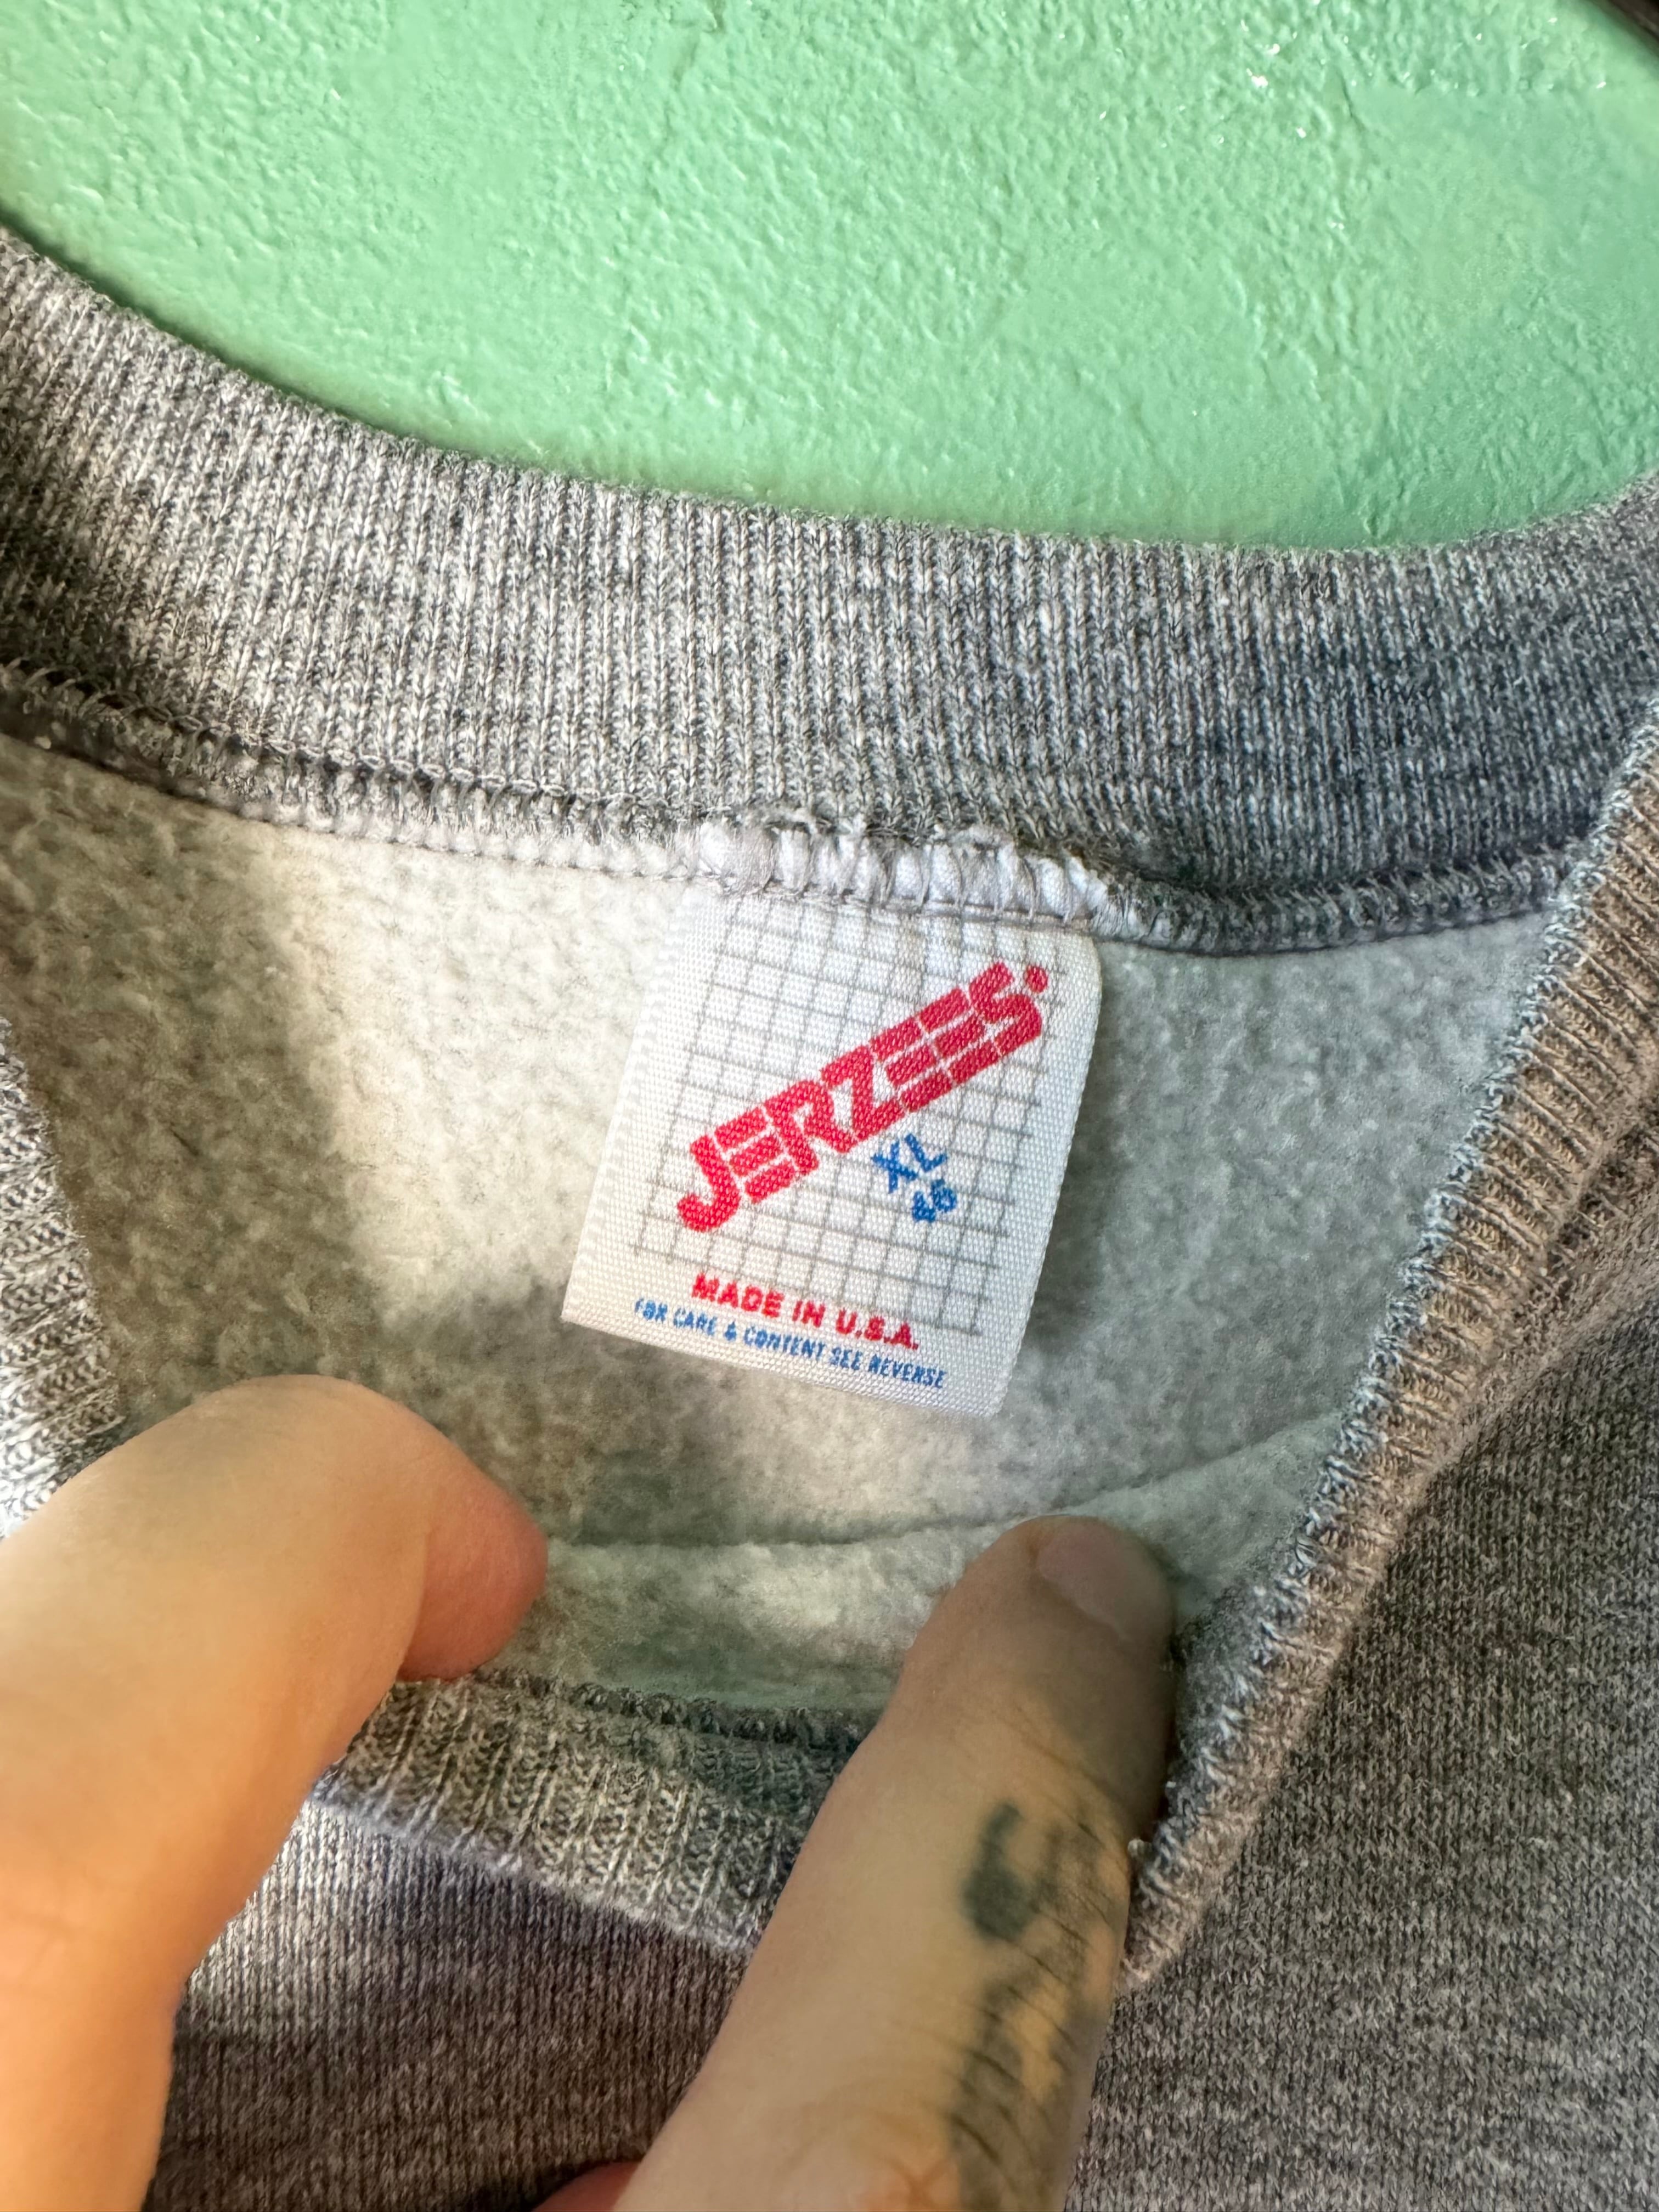 JERZEES
XL
46
MADE IN U.S.A.
FOR CARE & CONTENT SEE REVERSE